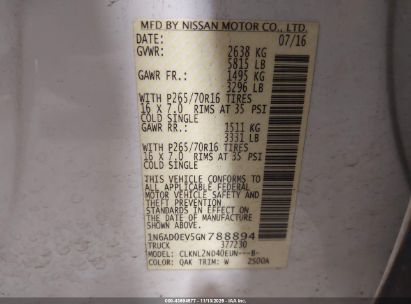 MFD BY NISSAN MOTOR CO., LTD.
DATE: 07/16
GVWR: 2638 KG
5815 LB
GAWR FR.: 1495 KG
3296 LB
WITH P265/70R16 TIRES
16 X 7.0 RIMS AT 35 PSI
COLD SINGLE
GAWR RR.: 1511 KG
3331 LB
WITH P265/70R16 TIRES
16 X 7.0 RIMS AT 35 PSI
COLD SINGLE
THIS VEHICLE CONFORMS TO
ALL APPLICABLE FEDERAL
MOTOR VEHICLE SAFETY AND
THEFT PREVENTION
STANDARDS IN EFFECT ON
THE DATE OF MANUFACTURE
SHOWN ABOVE.
1N6AD0EV5GN788894
TRUCK 377230
MODEL: CLKNLZND40EUN---B-
COLOR: QAK TRIM: W 2500A